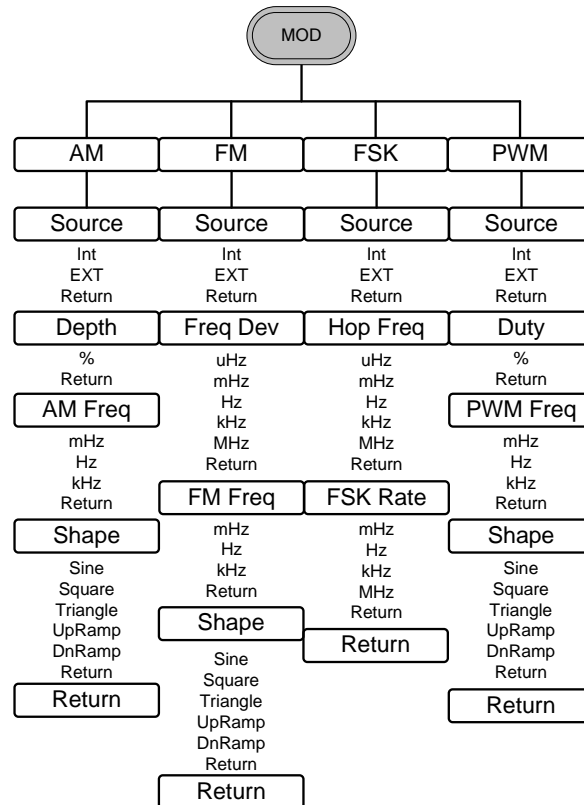 MOD
AM
Source
Int
EXT
Return
Depth
%
Return
AM Freq
mHz
Hz
kHz
Return
Shape
Sine
Square
Triangle
UpRamp
DnRamp
Return
Return
FM
Source
Int
EXT
Return
Freq Dev
uHz
mHz
Hz
kHz
MHz
Return
FM Freq
mHz
Hz
kHz
Return
Shape
Sine
Square
Triangle
UpRamp
DnRamp
Return
Return
FSK
Source
Int
EXT
Return
Hop Freq
uHz
mHz
Hz
kHz
MHz
Return
FSK Rate
mHz
Hz
kHz
MHz
Return
Return
PWM
Source
Int
EXT
Return
Duty
%
Return
PWM Freq
mHz
Hz
kHz
Return
Shape
Sine
Square
Triangle
UpRamp
DnRamp
Return
Return